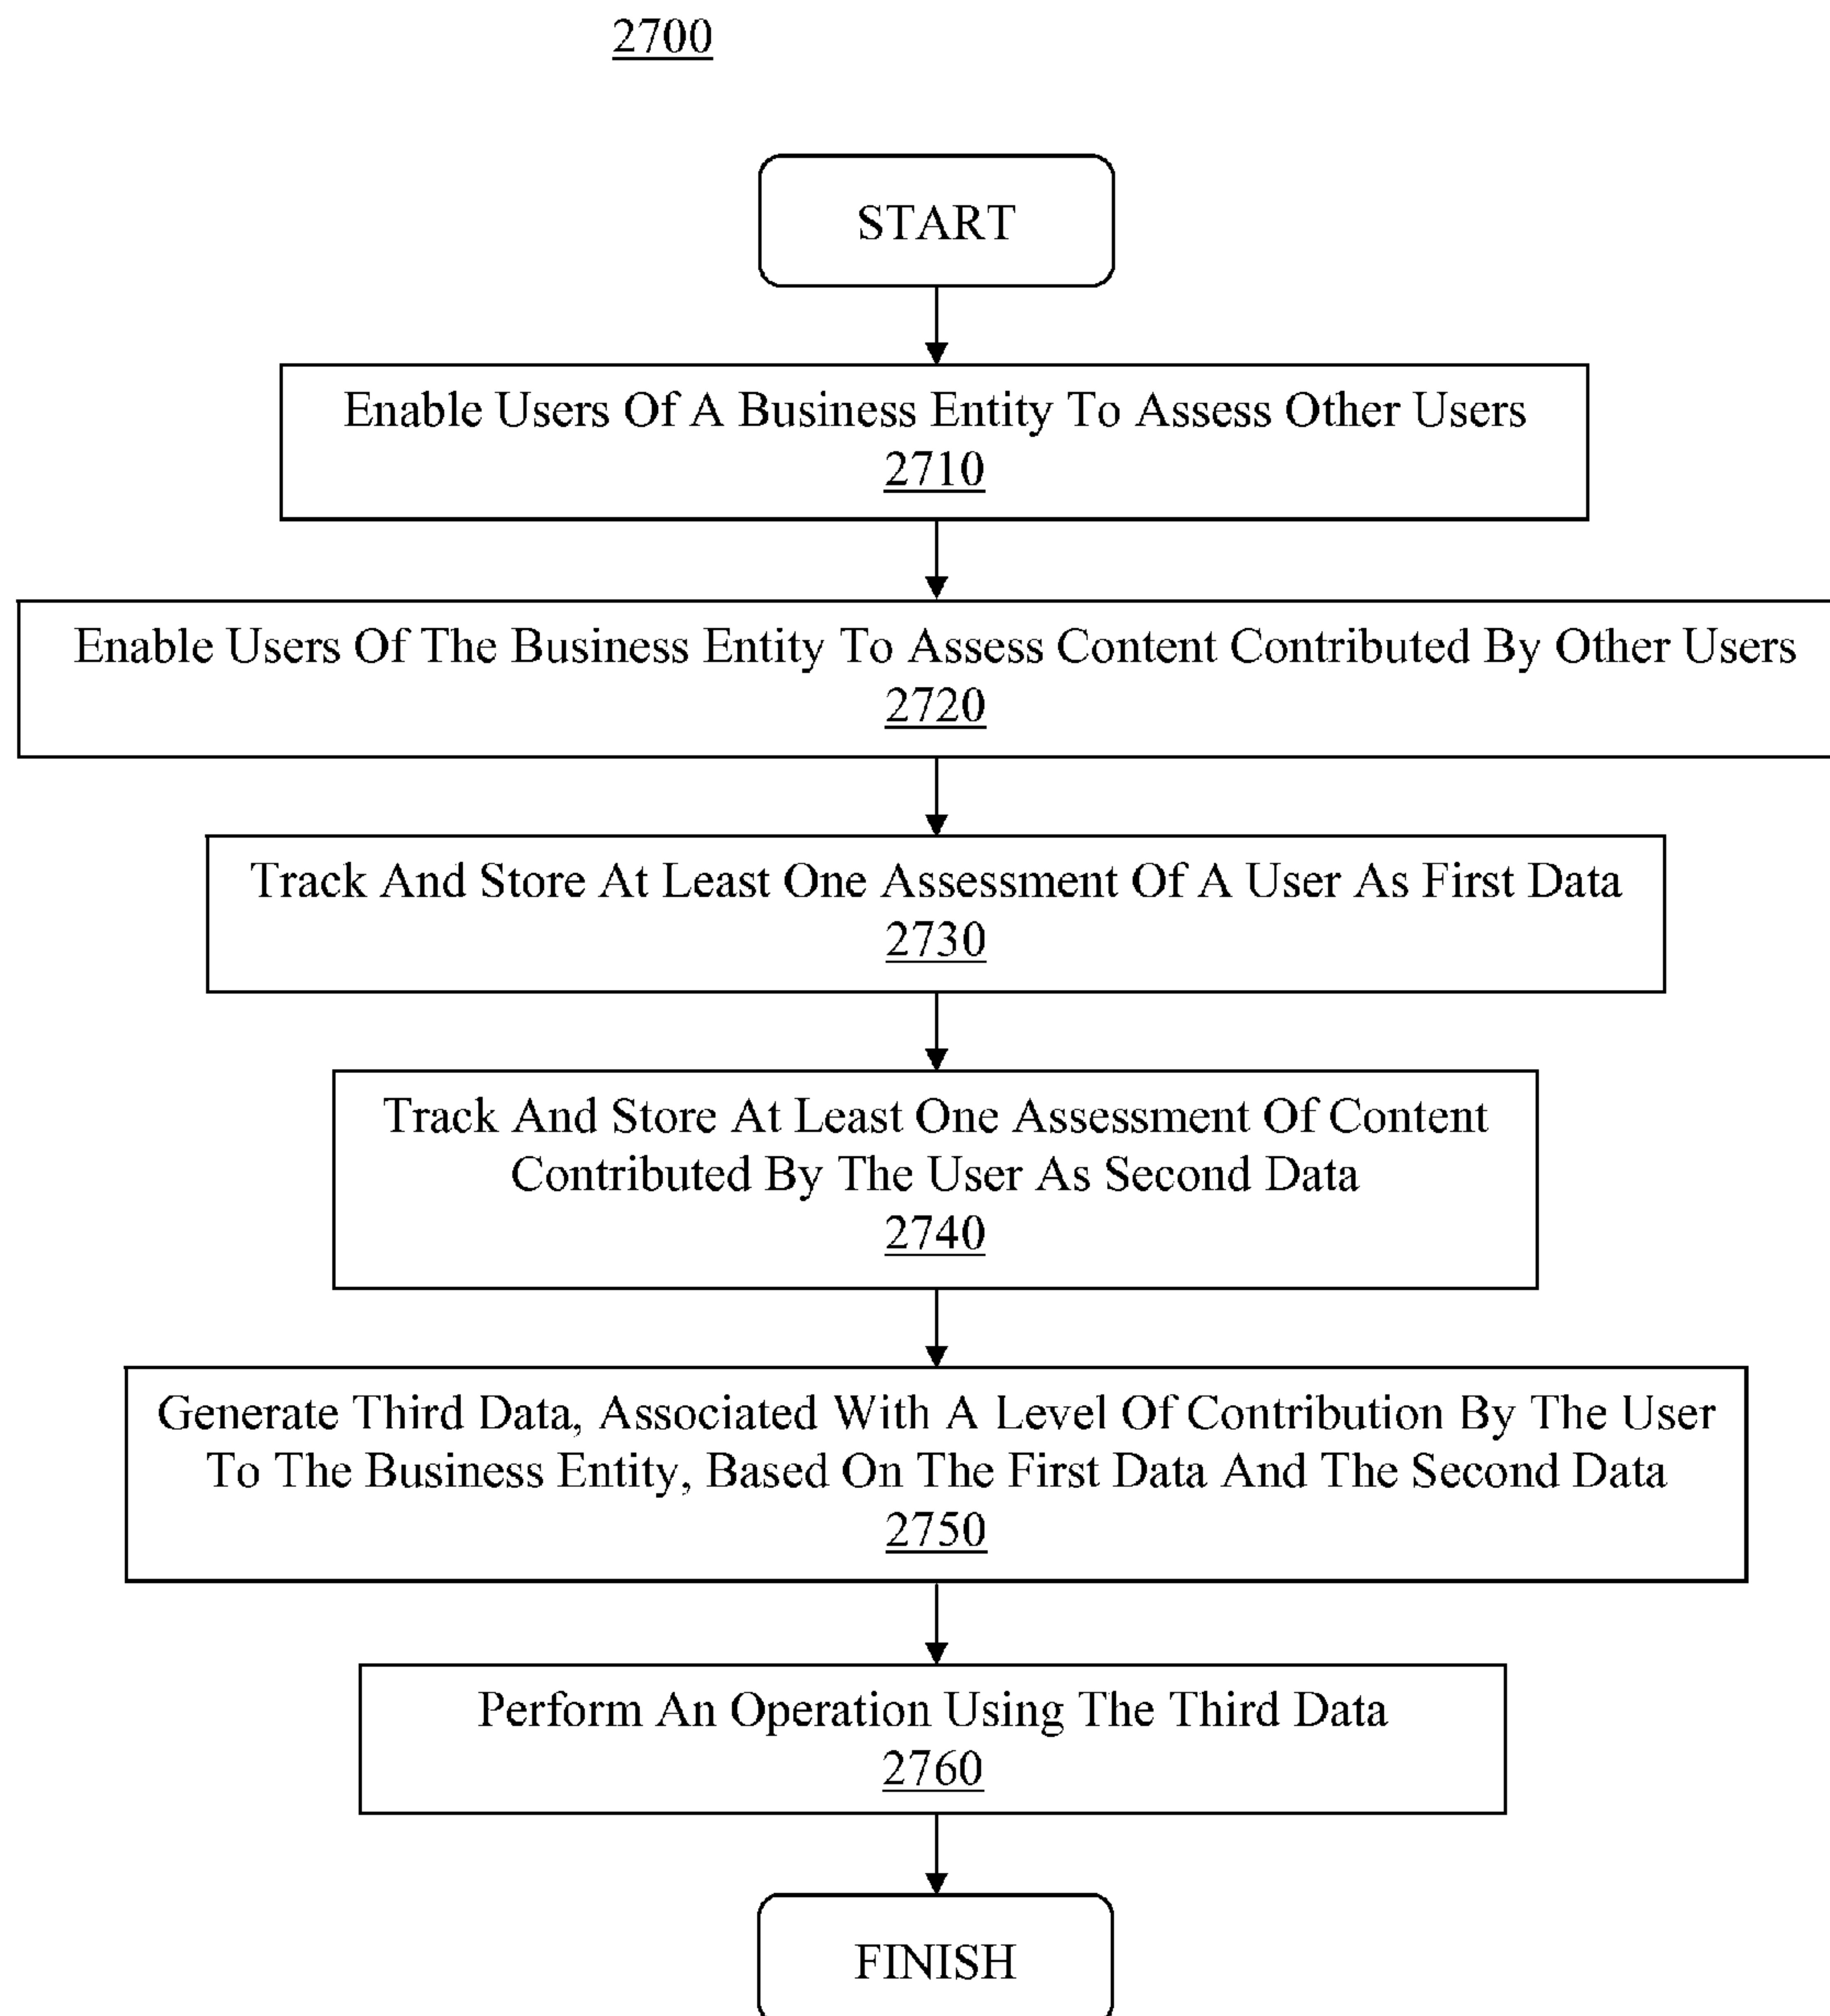 2700
START
Enable Users Of A Business Entity To Assess Other Users
2710
Enable Users Of The Business Entity To Assess Content Contributed By Other Users
2720
Track And Store At Least One Assessment Of A User As First Data
2730
Track And Store At Least One Assessment Of Content
Contributed By The User As Second Data
2740
Generate Third Data, Associated With A Level Of Contribution By The User
To The Business Entity, Based On The First Data And The Second Data
2750
Perform An Operation Using The Third Data
2760
FINISH